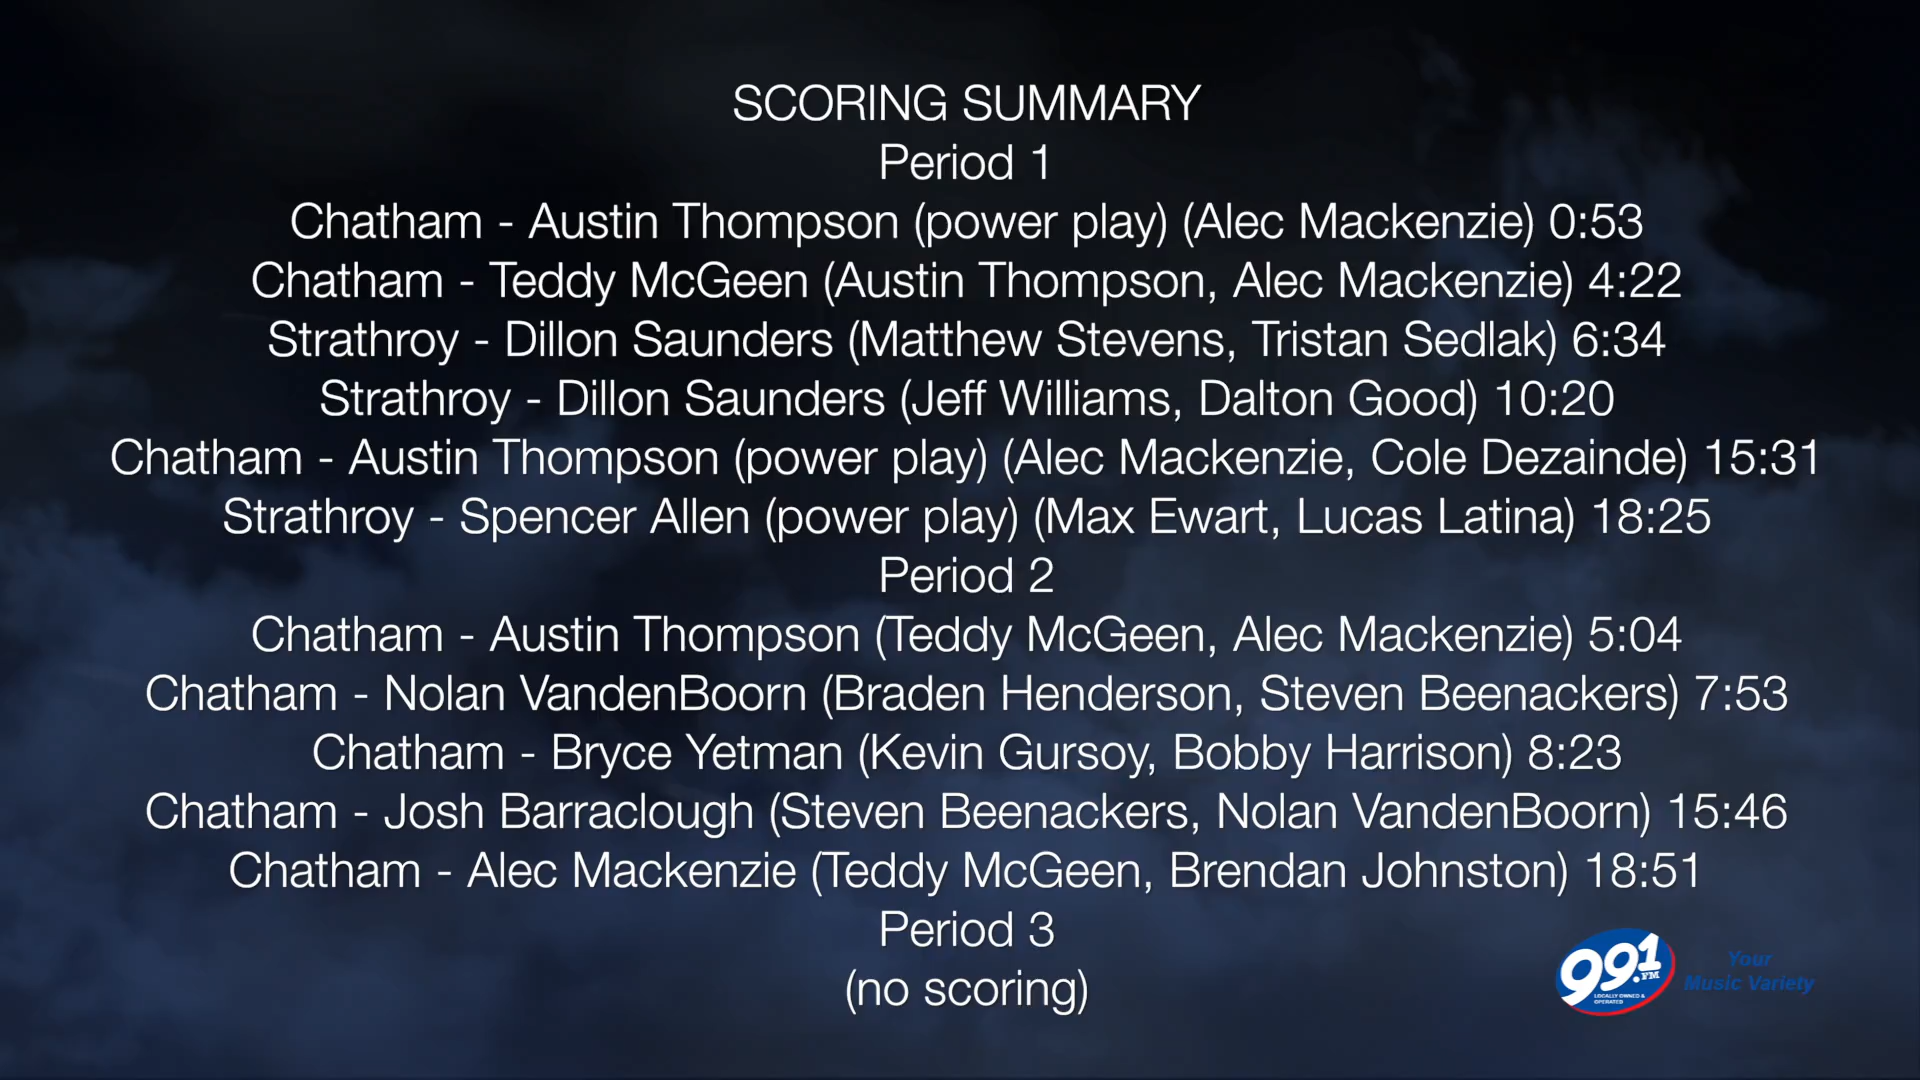 SCORING SUMMARY
Period 1
Chatham - Austin Thompson (power play) (Alec Mackenzie) 0:53
Chatham - Teddy McGeen (Austin Thompson, Alec Mackenzie) 4:22
Strathroy - Dillon Saunders (Matthew Stevens, Tristan Sedlak) 6:34
Strathroy - Dillon Saunders (Jeff Williams, Dalton Good) 10:20
Chatham - Austin Thompson (power play) (Alec Mackenzie, Cole Dezainde) 15:31
Strathroy - Spencer Allen (power play) (Max Ewart, Lucas Latina) 18:25
Period 2
Chatham - Austin Thompson (Teddy McGeen, Alec Mackenzie) 5:04
Chatham - Nolan VandenBoorn (Braden Henderson, Steven Beenackers) 7:53
Chatham - Bryce Yetman (Kevin Gursoy, Bobby Harrison) 8:23
Chatham - Josh Barraclough (Steven Beenackers, Nolan VandenBoorn) 15:46
Chatham - Alec Mackenzie (Teddy McGeen, Brendan Johnston) 18:51
Period 3
(no scoring)
99.1 FM
LOCALLY OWNED &
OPERATED
Your
Music Variety